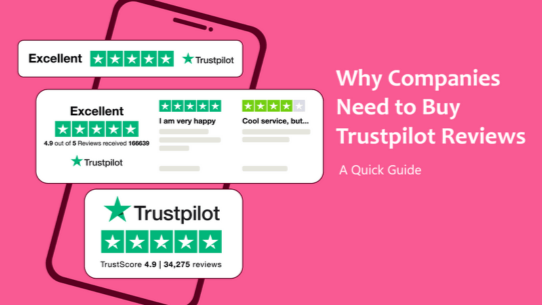 Excellent Trustpilot
Excellent
4.9 out of 5 Reviews received 166639
Trustpilot
I am very happy
Cool service, but...
Trustpilot
TrustScore 4.9 | 34,275 reviews
Why Companies
Need to Buy
Trustpilot Reviews
A Quick Guide